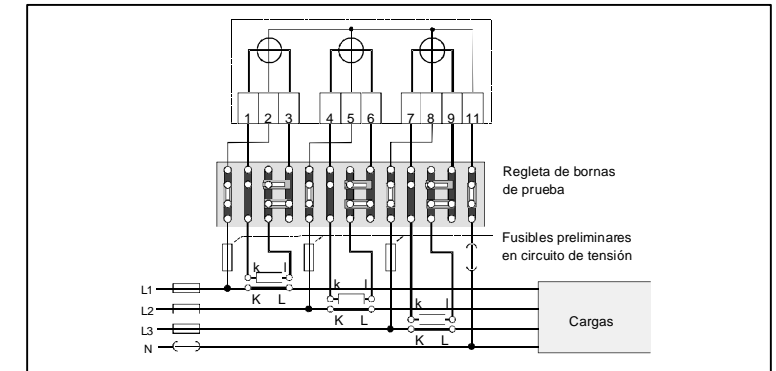 1 2 3 4 5 6 7 8 9 11
Regleta de bornas
de prueba
Fusibles preliminares
en circuito de tensión
k l
L1
K L
k l
L2
K L
k l
L3
K L
N
Cargas